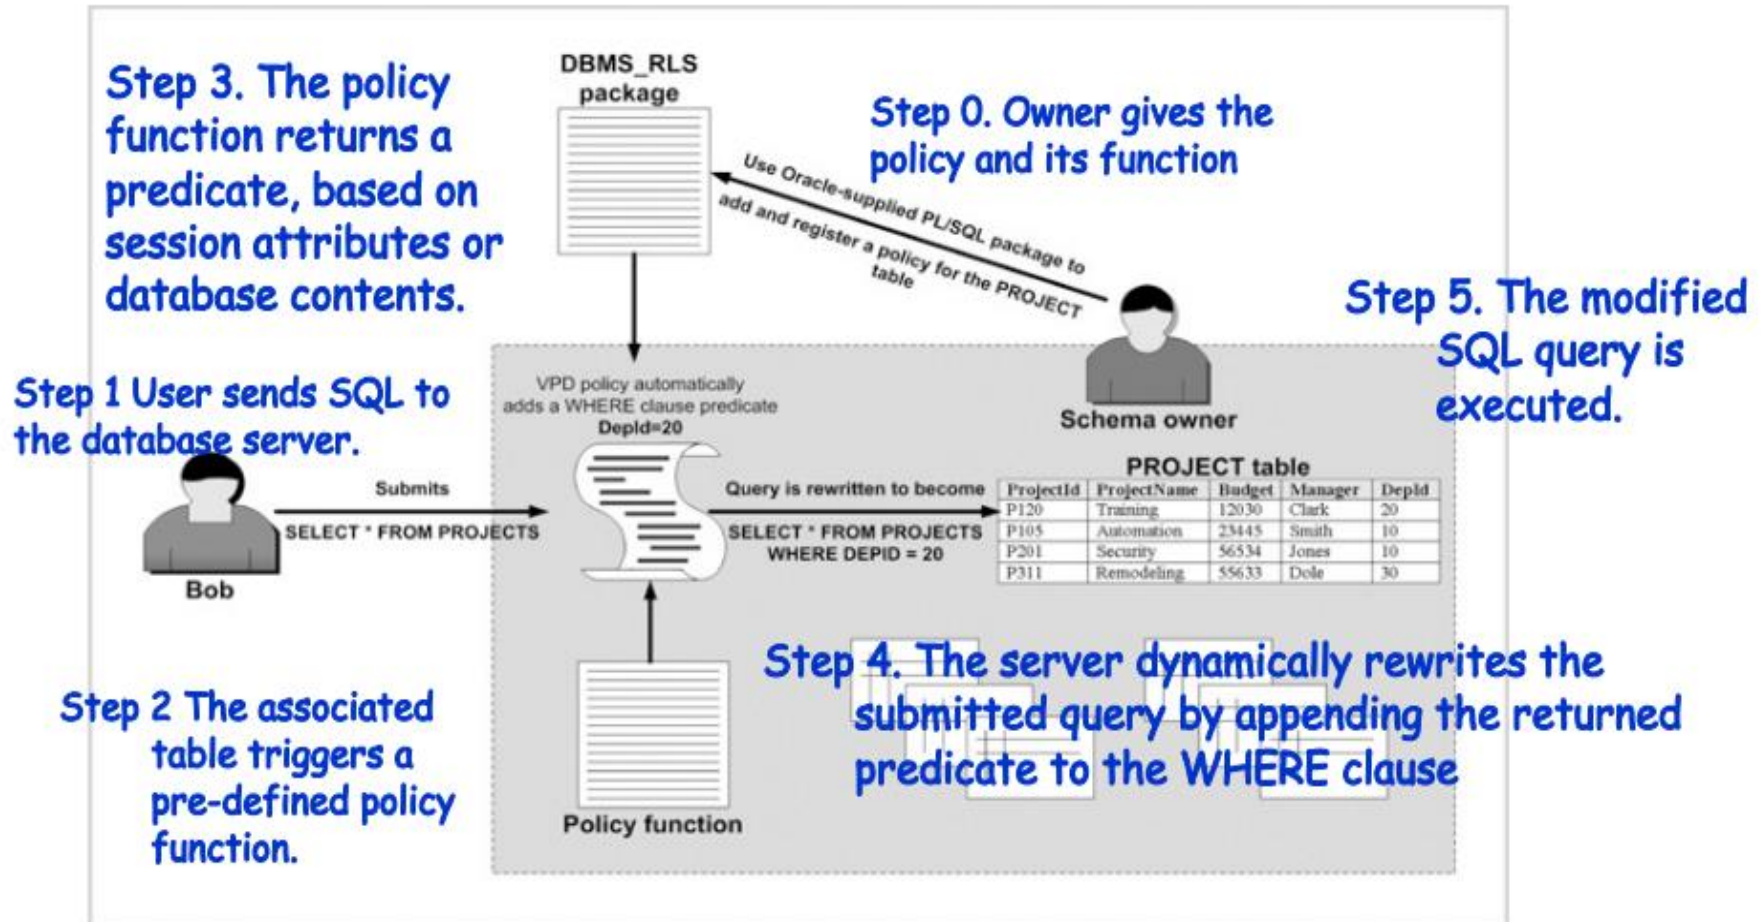 Step 3. The policy
function returns a
predicate, based on
session attributes or
database contents.
DBMS_RLS
package
Step 0. Owner gives the
policy and its function
Use Oracle-supplied PL/SQL package to
add and register a policy for the PROJECT
table
Step 5. The modified
SQL query is
executed.
Schema owner
Step 1 User sends SQL to
the database server.
VPD policy automatically
adds a WHERE clause predicate
DepId=20
Submits
SELECT * FROM PROJECTS
Bob
Query is rewritten to become
SELECT * FROM PROJECTS
WHERE DEPID = 20
PROJECT table
ProjectId ProjectName Budget Manager DepId
P120 Training 12030 Clark 20
P105 Automation 23445 Smith 10
P201 Security 56534 Jones 10
P311 Remodeling 55633 Dole 30
Step 2 The associated
table triggers a
pre-defined policy
function.
Policy function
Step 4. The server dynamically rewrites the
submitted query by appending the returned
predicate to the WHERE clause